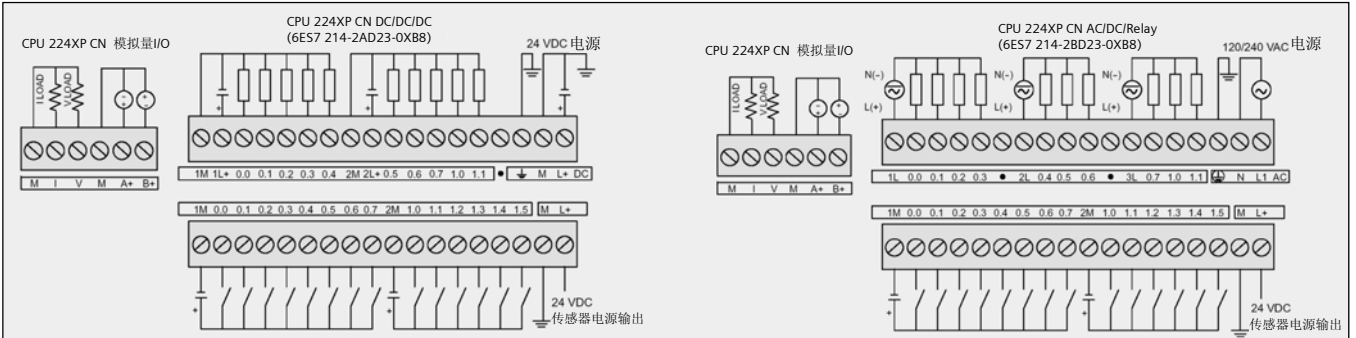 CPU 224XP CN DC/DC/DC
(6ES7 214-2AD23-0XB8)
CPU 224XP CN 模拟量I/O
24 VDC 电源
I LOAD
V LOAD
+
+
+
+
+
M I V M A+ B+
1M 1L+ 0.0 0.1 0.2 0.3 0.4 2M 2L+ 0.5 0.6 0.7 1.0 1.1 ● M L+ DC
1M 0.0 0.1 0.2 0.3 0.4 0.5 0.6 0.7 2M 1.0 1.1 1.2 1.3 1.4 1.5 M L+
+
+
24 VDC
传感器电源输出
CPU 224XP CN AC/DC/Relay
(6ES7 214-2BD23-0XB8)
CPU 224XP CN 模拟量I/O
120/240 VAC 电源
I LOAD
V LOAD
N(-)
L(+)
N(-)
L(+)
N(-)
L(+)
M I V M A+ B+
1L 0.0 0.1 0.2 0.3 ● 2L 0.4 0.5 0.6 ● 3L 0.7 1.0 1.1 N L1 AC
1M 0.0 0.1 0.2 0.3 0.4 0.5 0.6 0.7 2M 1.0 1.1 1.2 1.3 1.4 1.5 M L+
+
+
24 VDC
传感器电源输出